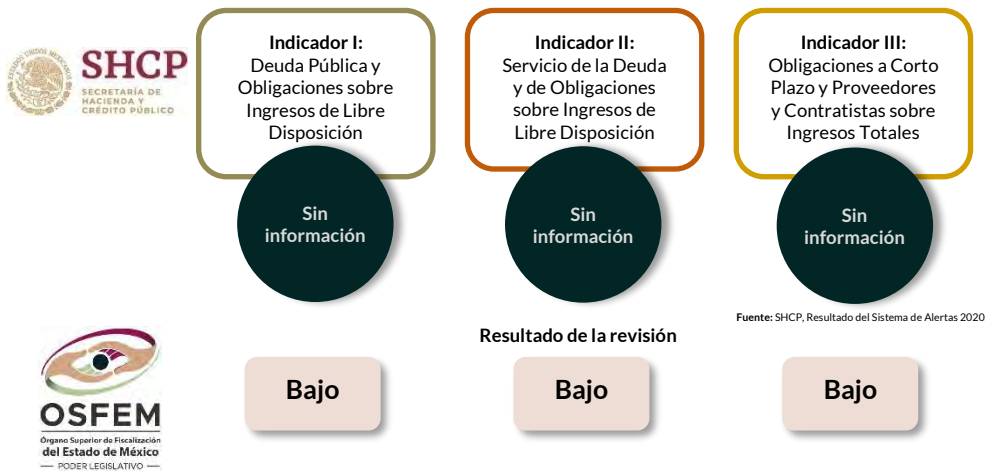 ESTADOS UNIDOS MEXICANOS
SHCP
SECRETARÍA DE
HACIENDA Y
CRÉDITO PÚBLICO
Indicador I:
Deuda Pública y
Obligaciones sobre
Ingresos de Libre
Disposición
Sin
información
Indicador II:
Servicio de la Deuda
y de Obligaciones
sobre Ingresos de
Libre Disposición
Sin
información
Indicador III:
Obligaciones a Corto
Plazo y Proveedores
y Contratistas sobre
Ingresos Totales
Sin
información
Fuente: SHCP, Resultado del Sistema de Alertas 2020
Resultado de la revisión
OSFEM
Órgano Superior de Fiscalización
del Estado de México
PODER LEGISLATIVO
Bajo
Bajo
Bajo